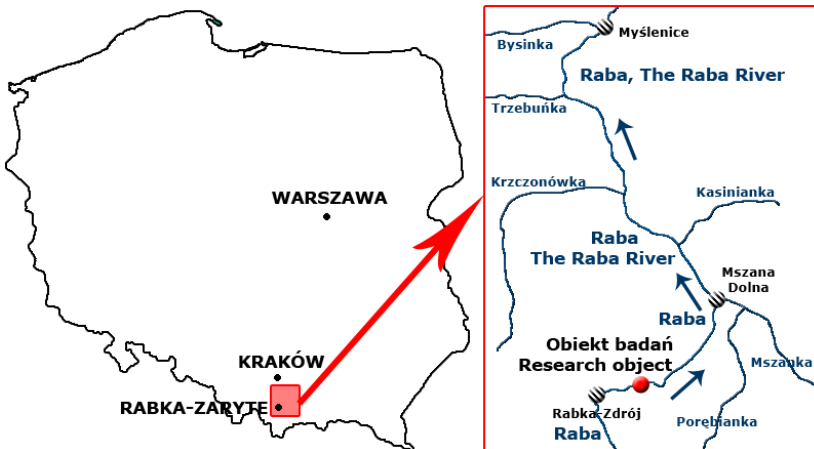 WARSZAWA
KRAKÓW
RABKA-ZARYTE
Myślenice
Bysinka
Raba, The Raba River
Trzebuńka
Krzczonówka
Kasinianka
Raba
The Raba River
Mszana
Dolna
Raba
Obiekt badań
Research object
Mszanka
Rabka-Zdrój
Porębianka
Raba